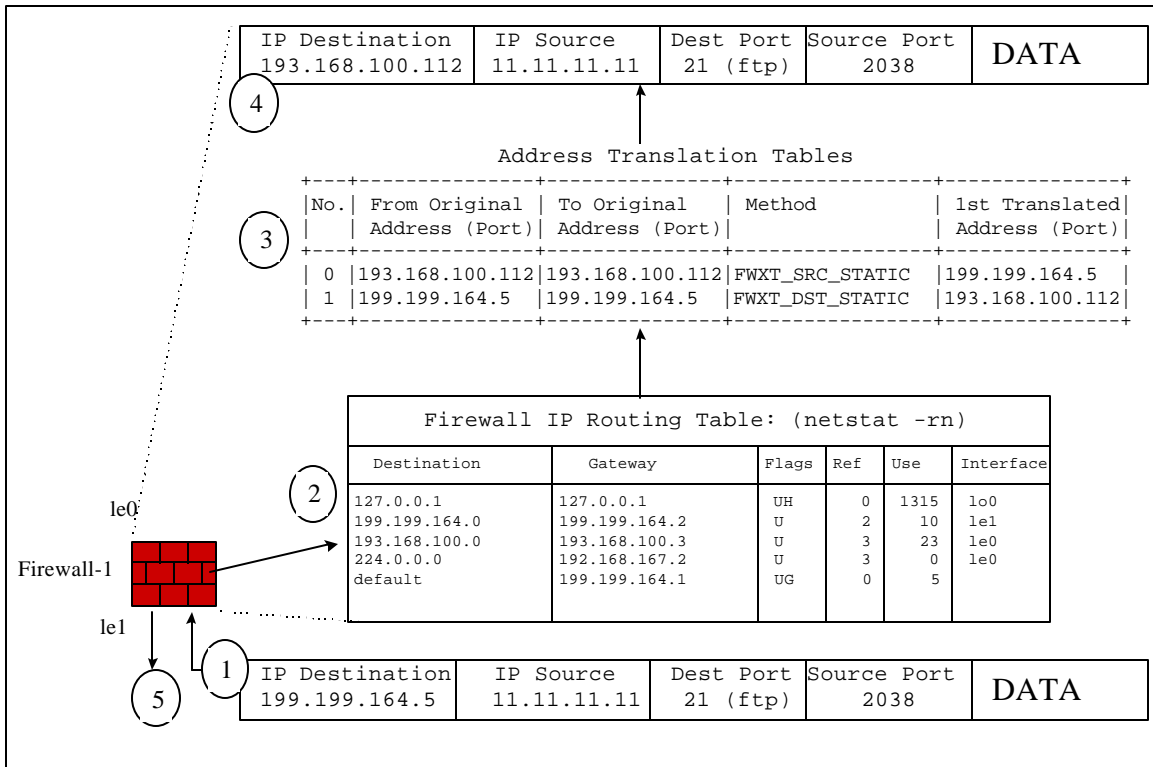 IP Destination IP Source Dest Port Source Port DATA
193.168.100.112 11.11.11.11 21 (ftp) 2038
4
Address Translation Tables
+---+---------------+---------------+-----------------+---------------+
|No.| From Original | To Original | Method | 1st Translated|
| | Address (Port)| Address (Port)| | Address (Port)|
+---+---------------+---------------+-----------------+---------------+
3
| 0 |193.168.100.112|193.168.100.112|FWXT_SRC_STATIC |199.199.164.5 |
| 1 |199.199.164.5 |199.199.164.5 |FWXT_DST_STATIC |193.168.100.112|
+---+---------------+---------------+-----------------+---------------+
Firewall IP Routing Table: (netstat -rn)
Destination Gateway Flags Ref Use Interface
2
127.0.0.1 127.0.0.1 UH 0 1315 lo0
199.199.164.0 199.199.164.2 U 2 10 le1
193.168.100.0 193.168.100.3 U 3 23 le0
224.0.0.0 192.168.167.2 U 3 0 le0
default 199.199.164.1 UG 0 5
le0
Firewall-1
le1
1
5
IP Destination IP Source Dest Port Source Port DATA
199.199.164.5 11.11.11.11 21 (ftp) 2038